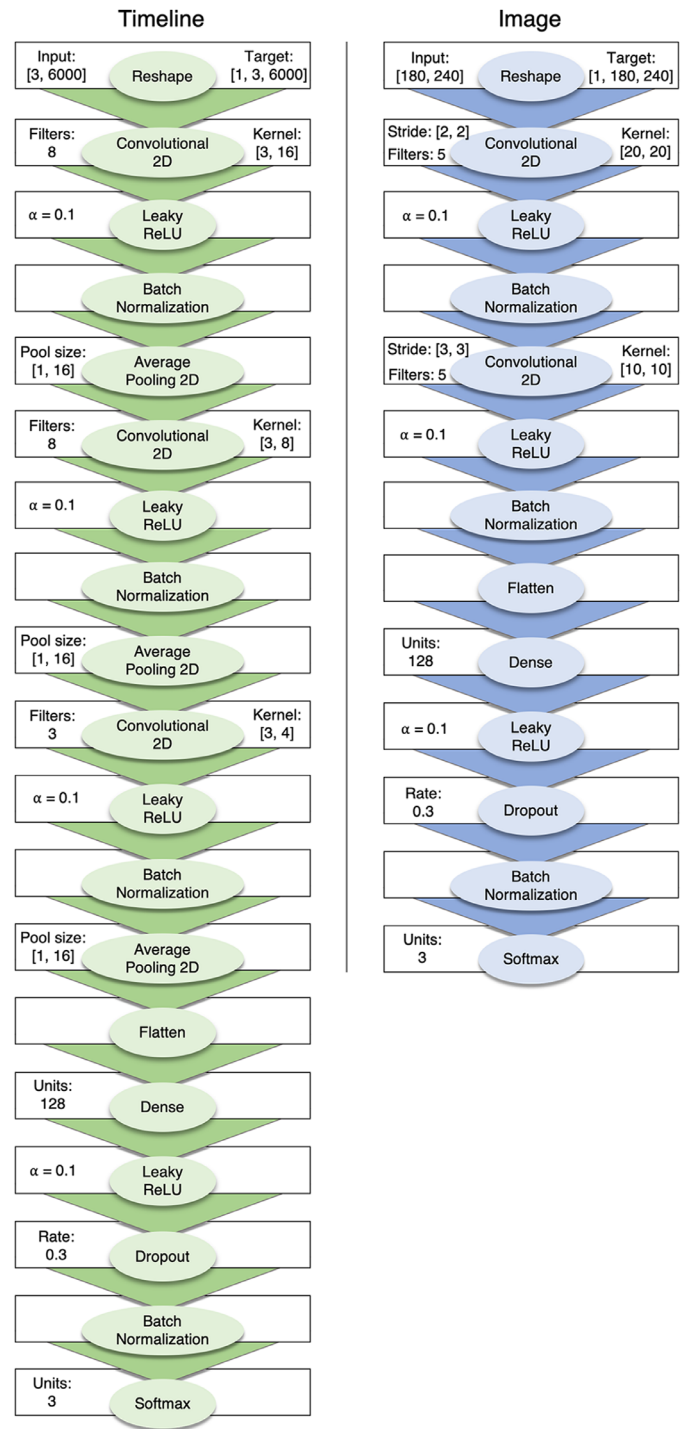 Timeline
Input:
[3, 6000]
Reshape
Target:
[1, 3, 6000]
Filters:
8
Convolutional
2D
Kernel:
[3, 16]
α = 0.1
Leaky
ReLU
Batch
Normalization
Pool size:
[1, 16]
Average
Pooling 2D
Filters:
8
Convolutional
2D
Kernel:
[3, 8]
α = 0.1
Leaky
ReLU
Batch
Normalization
Pool size:
[1, 16]
Average
Pooling 2D
Filters:
3
Convolutional
2D
Kernel:
[3, 4]
α = 0.1
Leaky
ReLU
Batch
Normalization
Pool size:
[1, 16]
Average
Pooling 2D
Flatten
Units:
128
Dense
α = 0.1
Leaky
ReLU
Rate:
0.3
Dropout
Batch
Normalization
Units:
3
Softmax
Image
Input:
[180, 240]
Reshape
Target:
[1, 180, 240]
Stride: [2, 2]
Filters: 5
Convolutional
2D
Kernel:
[20, 20]
α = 0.1
Leaky
ReLU
Batch
Normalization
Stride: [3, 3]
Filters: 5
Convolutional
2D
Kernel:
[10, 10]
α = 0.1
Leaky
ReLU
Batch
Normalization
Flatten
Units:
128
Dense
α = 0.1
Leaky
ReLU
Rate:
0.3
Dropout
Batch
Normalization
Units:
3
Softmax